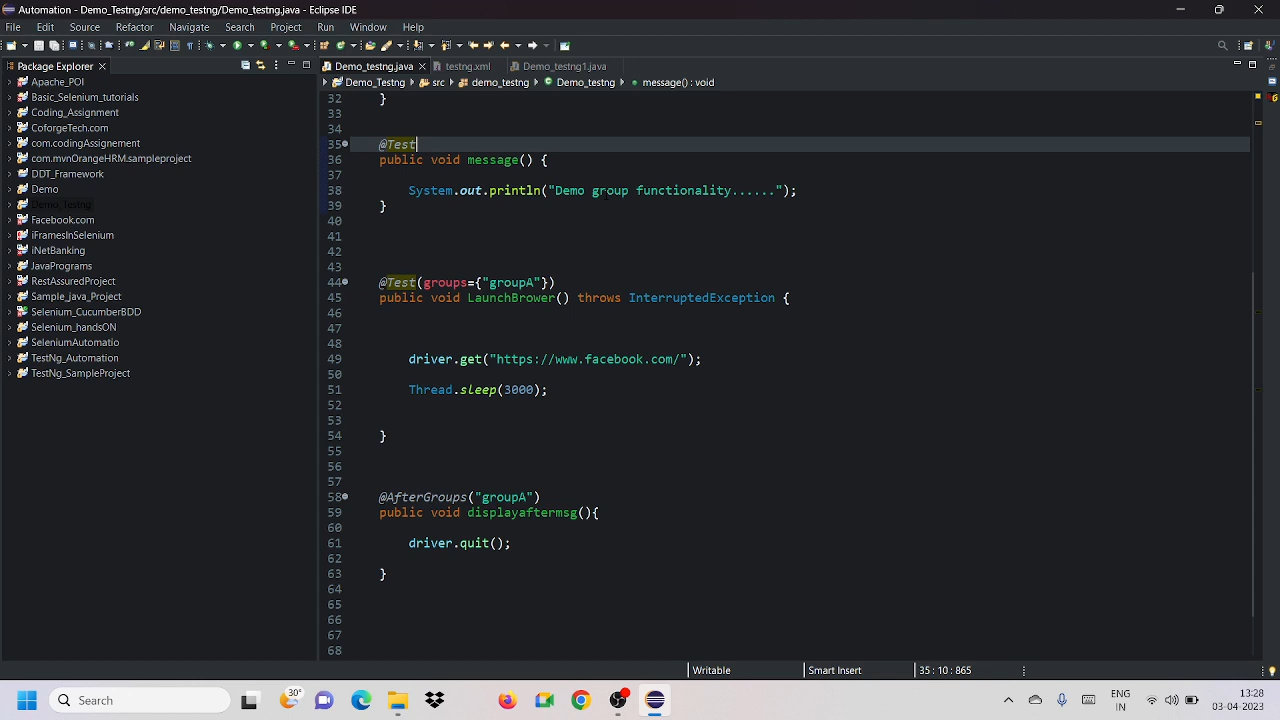 Automation - Demo_Testng/src/demo_testng/Demo_testng.java - Eclipse IDE
File Edit Source Refactor Navigate Search Project Run Window Help
Package Explorer
Demo_testng.java testng.xml Demo_testng1.java
Demo_Testng src demo_testng Demo_testng message() : void
Apache_POI
Basic_Selenium_tutorials
Coding_Assignment
CoforgeTech.com
com.codingAssignement
com.mvnOrangeHRM.sampleproject
DDT_Framework
Demo
Demo_Testng
Facebook.com
iFramesInSelenium
iNetBanking
JavaPrograms
RestAssuredProject
Sample_java_Project
Selenium_CucumberBDD
Selenium_handsON
SeleniumAutomatio
TestNg_Automation
TestNg_SampleProject
32 }
33
34
35 @Test
36 public void message() {
37
38 System.out.println("Demo group functionality......");
39 }
40
41
42
43
44 @Test(groups={"groupA"})
45 public void LaunchBrower() throws InterruptedException {
46
47
48
49 driver.get("https://www.facebook.com/");
50
51 Thread.sleep(3000);
52
53
54 }
55
56
57
58 @AfterGroups("groupA")
59 public void displayaftermsg(){
60
61 driver.quit();
62
63 }
64
65
66
67
68
Writable Smart Insert 35 : 10 : 865
Search
30°
ENG
IN
13:28
03-04-2023